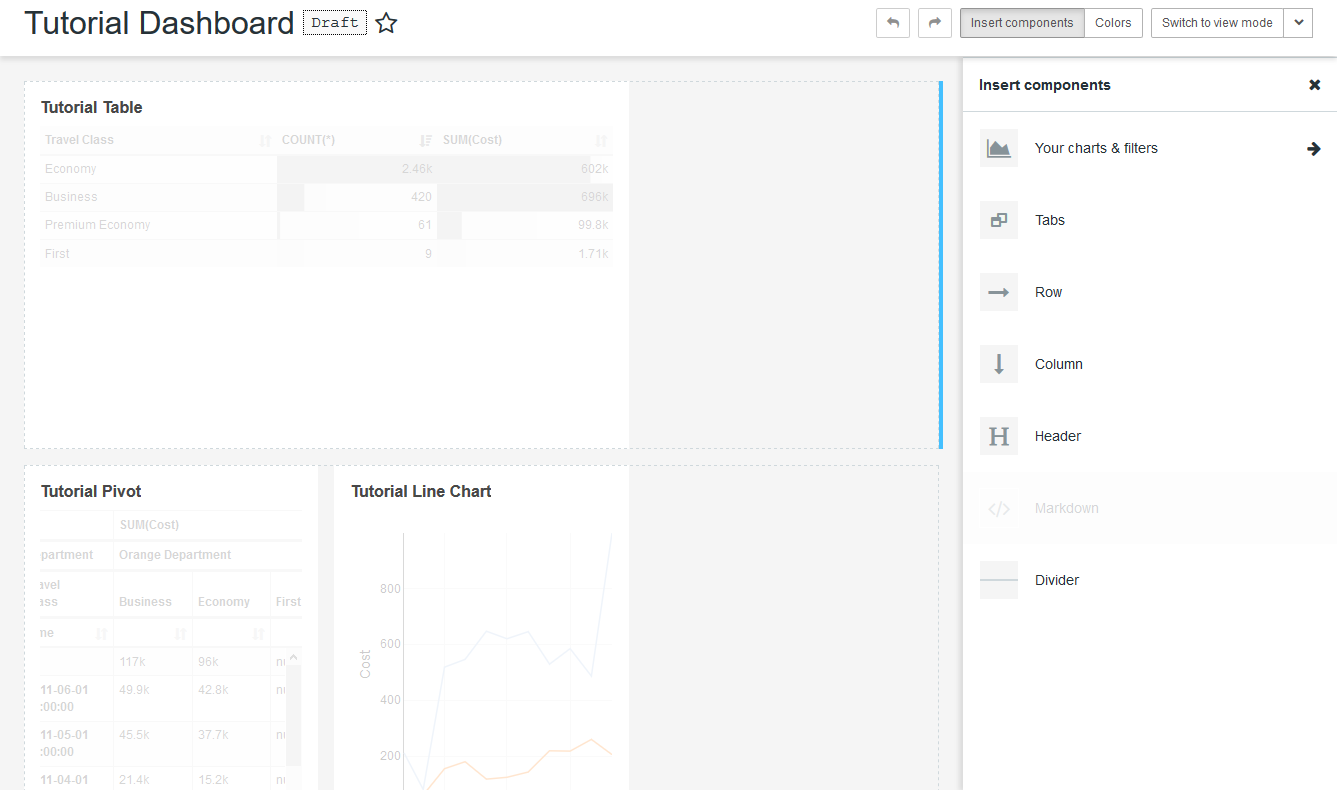 Tutorial Dashboard Draft
Insert components Colors Switch to view mode
Insert components
Your charts & filters
Tabs
Row
Column
Header
Markdown
Divider
Tutorial Table
Travel Class COUNT(*) SUM(Cost)
Economy 2.46k 602k
Business 420 696k
Premium Economy 61 99.8k
First 9 1.71k
Tutorial Pivot
SUM(Cost)
partment Orange Department
avel
ass Business Economy First
me
117k 96k nu
11-06-01 49.9k 42.8k nu
:00:00
11-05-01 45.5k 37.7k nu
:00:00
11-04-01 21.4k 15.2k nu
Tutorial Line Chart
800
600
400
200
Cost